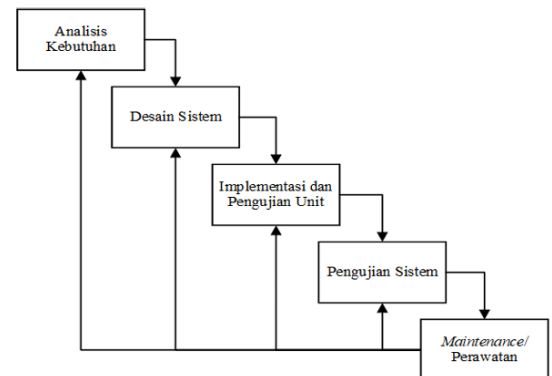 Analisis
Kebutuhan
Desain Sistem
Implementasi dan
Pengujian Unit
Pengujian Sistem
Maintenance/
Perawatan